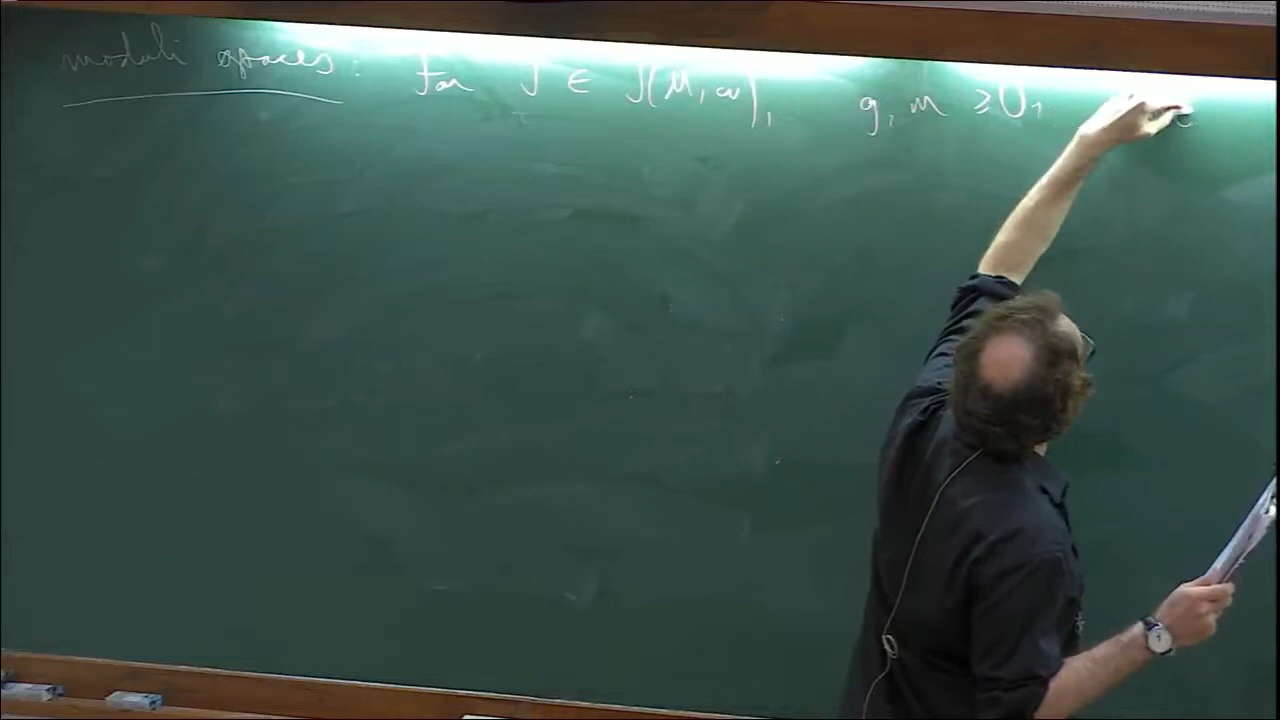 moduli spaces: For J ∈ J(M, ω), g, m ≥ 0,